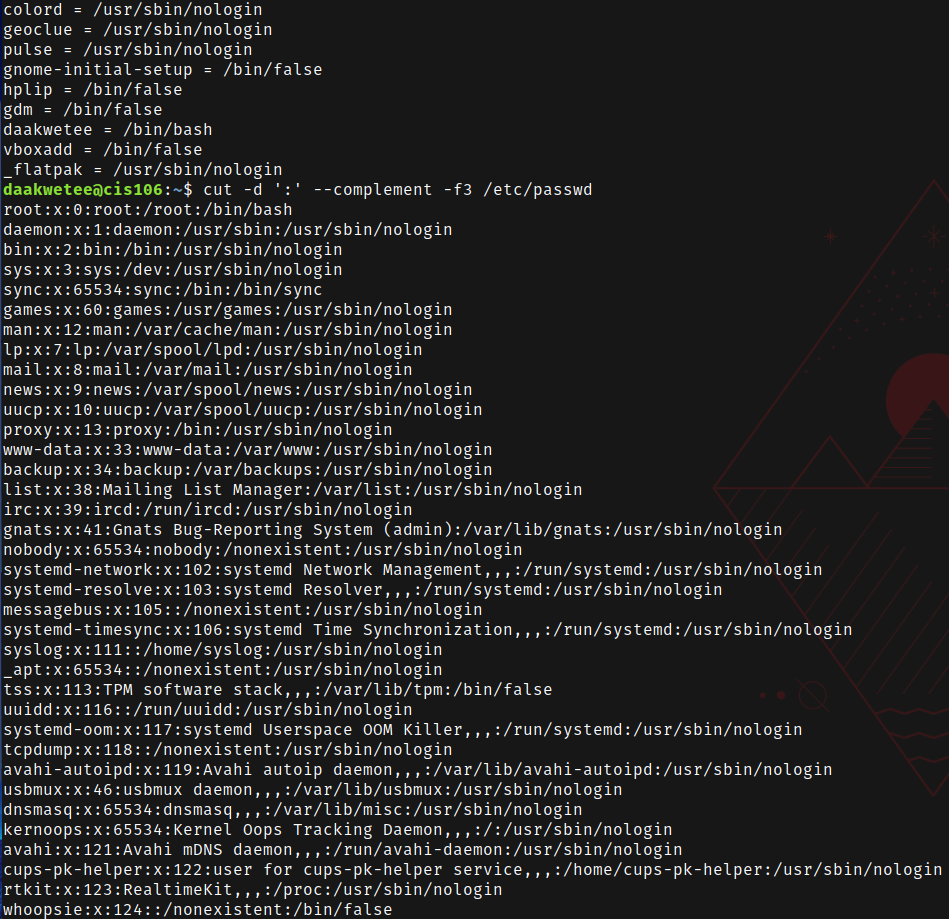 colord = /usr/sbin/nologin
geoclue = /usr/sbin/nologin
pulse = /usr/sbin/nologin
gnome-initial-setup = /bin/false
hplip = /bin/false
gdm = /bin/false
daakwetee = /bin/bash
vboxadd = /bin/false
_flatpak = /usr/sbin/nologin
daakwetee@cis106:~$ cut -d ':' --complement -f3 /etc/passwd
root:x:0:root:/root:/bin/bash
daemon:x:1:daemon:/usr/sbin:/usr/sbin/nologin
bin:x:2:bin:/bin:/usr/sbin/nologin
sys:x:3:sys:/dev:/usr/sbin/nologin
sync:x:65534:sync:/bin:/bin/sync
games:x:60:games:/usr/games:/usr/sbin/nologin
man:x:12:man:/var/cache/man:/usr/sbin/nologin
lp:x:7:lp:/var/spool/lpd:/usr/sbin/nologin
mail:x:8:mail:/var/mail:/usr/sbin/nologin
news:x:9:news:/var/spool/news:/usr/sbin/nologin
uucp:x:10:uucp:/var/spool/uucp:/usr/sbin/nologin
proxy:x:13:proxy:/bin:/usr/sbin/nologin
www-data:x:33:www-data:/var/www:/usr/sbin/nologin
backup:x:34:backup:/var/backups:/usr/sbin/nologin
list:x:38:Mailing List Manager:/var/list:/usr/sbin/nologin
irc:x:39:ircd:/run/ircd:/usr/sbin/nologin
gnats:x:41:Gnats Bug-Reporting System (admin):/var/lib/gnats:/usr/sbin/nologin
nobody:x:65534:nobody:/nonexistent:/usr/sbin/nologin
systemd-network:x:102:systemd Network Management,,,:/run/systemd:/usr/sbin/nologin
systemd-resolve:x:103:systemd Resolver,,,:/run/systemd:/usr/sbin/nologin
messagebus:x:105::/nonexistent:/usr/sbin/nologin
systemd-timesync:x:106:systemd Time Synchronization,,,:/run/systemd:/usr/sbin/nologin
syslog:x:111::/home/syslog:/usr/sbin/nologin
_apt:x:65534::/nonexistent:/usr/sbin/nologin
tss:x:113:TPM software stack,,,:/var/lib/tpm:/bin/false
uuidd:x:116::/run/uuidd:/usr/sbin/nologin
systemd-oom:x:117:systemd Userspace OOM Killer,,,:/run/systemd:/usr/sbin/nologin
tcpdump:x:118::/nonexistent:/usr/sbin/nologin
avahi-autoipd:x:119:Avahi autoip daemon,,,:/var/lib/avahi-autoipd:/usr/sbin/nologin
usbmux:x:46:usbmux daemon,,,:/var/lib/usbmux:/usr/sbin/nologin
dnsmasq:x:65534:dnsmasq,,,:/var/lib/misc:/usr/sbin/nologin
kernoops:x:65534:Kernel Oops Tracking Daemon,,,:/:/usr/sbin/nologin
avahi:x:121:Avahi mDNS daemon,,,:/run/avahi-daemon:/usr/sbin/nologin
cups-pk-helper:x:122:user for cups-pk-helper service,,,:/home/cups-pk-helper:/usr/sbin/nologin
rtkit:x:123:RealtimeKit,,,:/proc:/usr/sbin/nologin
whoopsie:x:124::/nonexistent:/bin/false